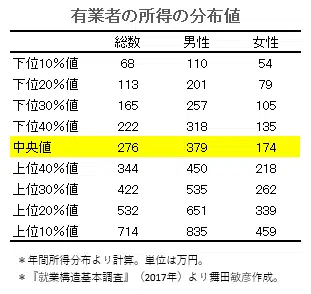 有業者の所得の分布値
総数 男性 女性
下位10%値 68 110 54
下位20%値 113 201 79
下位30%値 165 257 105
下位40%値 222 318 135
中央値 276 379 174
上位40%値 344 450 218
上位30%値 422 535 262
上位20%値 532 651 339
上位10%値 714 835 459
＊年間所得分布より計算。単位は万円。
＊『就業構造基本調査』（2017年）より舞田敏彦作成。